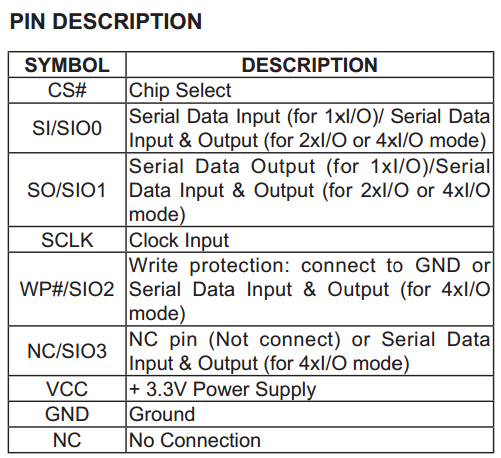 PIN DESCRIPTION
SYMBOL DESCRIPTION
CS# Chip Select
SI/SIO0 Serial Data Input (for 1xI/O)/ Serial Data
Input & Output (for 2xI/O or 4xI/O mode)
Serial Data Output (for 1xI/O)/Serial
SO/SIO1 Data Input & Output (for 2xI/O or 4xI/O
mode)
SCLK Clock Input
Write protection: connect to GND or
WP#/SIO2 Serial Data Input & Output (for 4xI/O
mode)
NC/SIO3 NC pin (Not connect) or Serial Data
Input & Output (for 4xI/O mode)
VCC + 3.3V Power Supply
GND Ground
NC No Connection